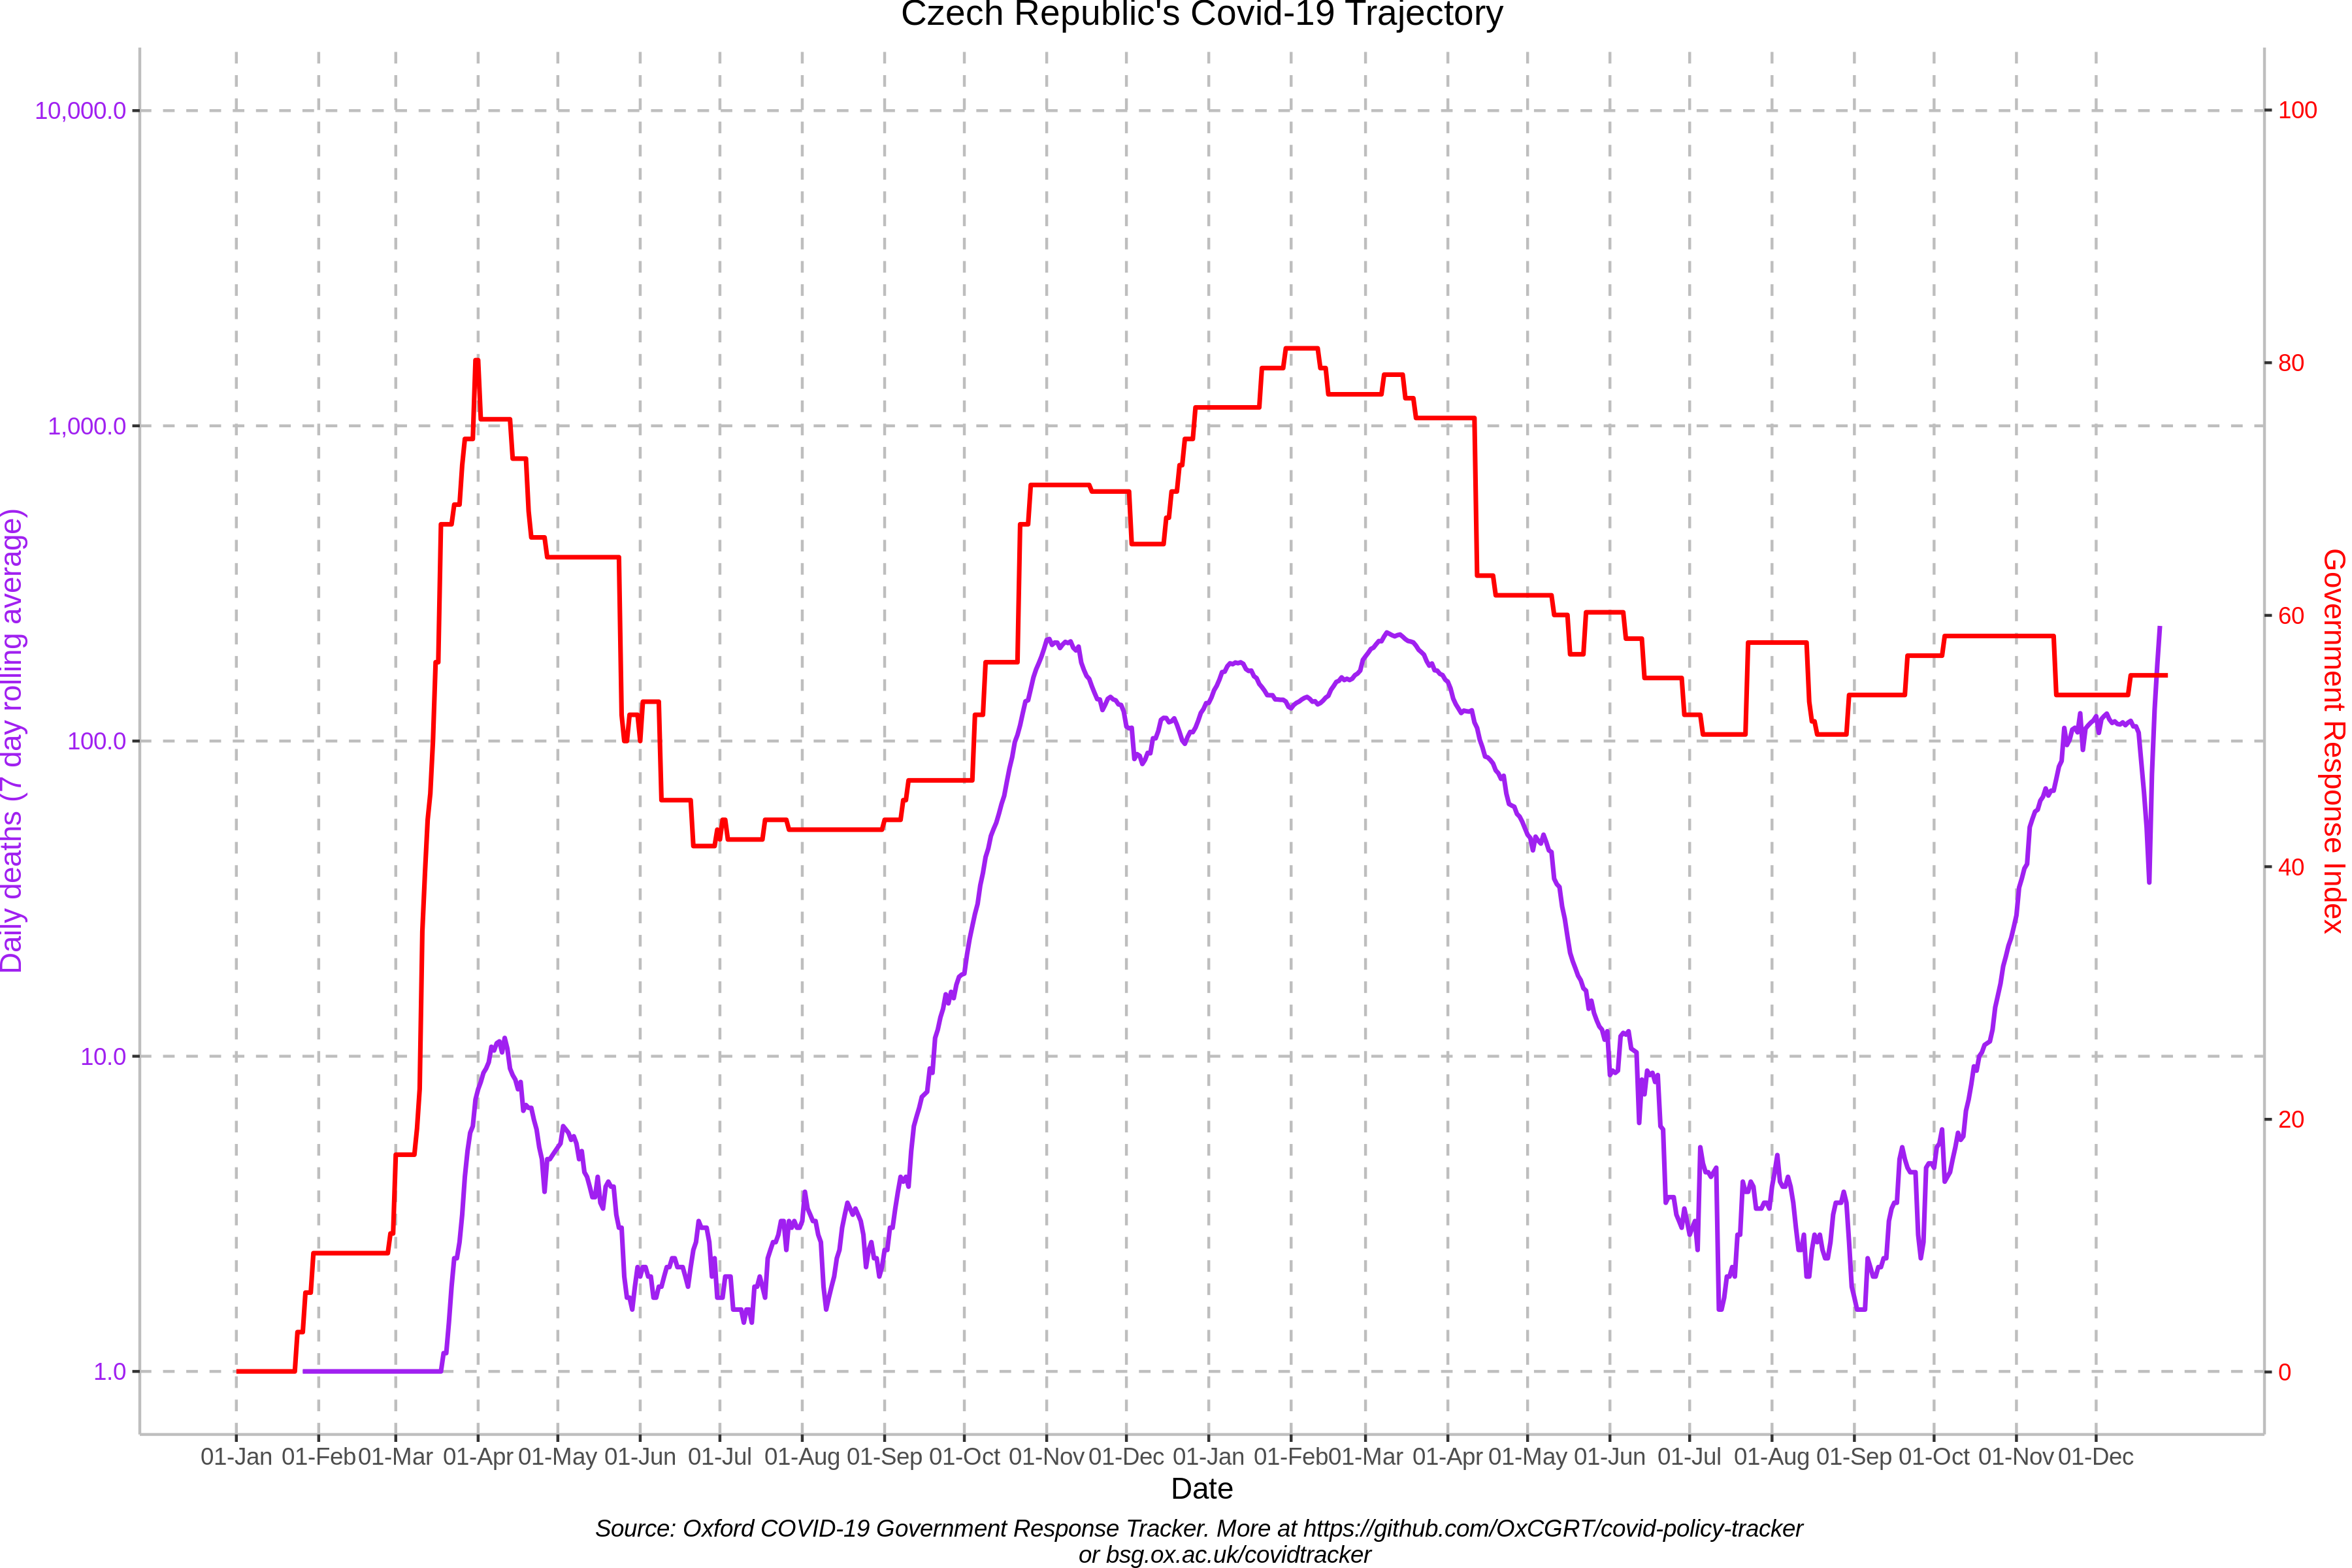 Czech Republic's Covid-19 Trajectory
10,000.0
1,000.0
100.0
10.0
1.0
Daily deaths (7 day rolling average)
100
80
60
40
20
0
Government Response Index
01-Jan 01-Feb 01-Mar 01-Apr 01-May 01-Jun 01-Jul 01-Aug 01-Sep 01-Oct 01-Nov 01-Dec 01-Jan 01-Feb 01-Mar 01-Apr 01-May 01-Jun 01-Jul 01-Aug 01-Sep 01-Oct 01-Nov 01-Dec
Date
Source: Oxford COVID-19 Government Response Tracker. More at https://github.com/OxCGRT/covid-policy-tracker
or bsg.ox.ac.uk/covidtracker